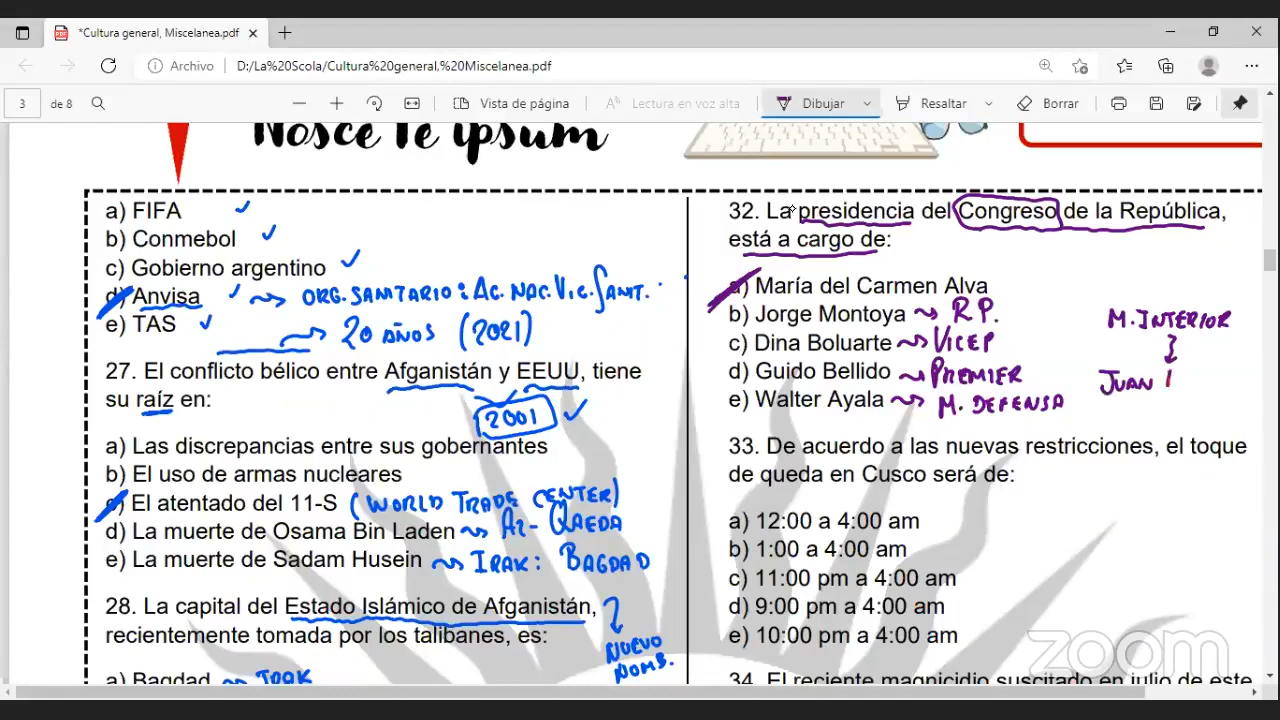 *Cultura general, Miscelanea.pdf
Archivo
D:/La%20Scola/Cultura%20general,%20Miscelanea.pdf
3 de 8
Vista de página
Lectura en voz alta
Dibujar
Resaltar
Borrar
Nosce Te Ipsum
a) FIFA
b) Conmebol
c) Gobierno argentino
d) Anvisa ORG. SANITARIO: AC. NAC. VIG. SANIT.
e) TAS
20 AÑOS (2021)
27. El conflicto bélico entre Afganistán y EEUU, tiene
su raíz en:
2001
a) Las discrepancias entre sus gobernantes
b) El uso de armas nucleares
c) El atentado del 11-S (WORLD TRADE CENTER)
d) La muerte de Osama Bin Laden AL-QAEDA
e) La muerte de Sadam Husein IRAK: BAGDAD
28. La capital del Estado Islámico de Afganistán,
recientemente tomada por los talibanes, es:
NUEVO
NOMB.
a) Bagdad IRAK
32. La presidencia del Congreso de la República,
está a cargo de:
a) María del Carmen Alva
b) Jorge Montoya R.P.
c) Dina Boluarte VICEP
d) Guido Bellido PREMIER
e) Walter Ayala M. DEFENSA
M. INTERIOR
JUAN
33. De acuerdo a las nuevas restricciones, el toque
de queda en Cusco será de:
a) 12:00 a 4:00 am
b) 1:00 a 4:00 am
c) 11:00 pm a 4:00 am
d) 9:00 pm a 4:00 am
e) 10:00 pm a 4:00 am
34. El reciente magnicidio suscitado en julio de este
zoom